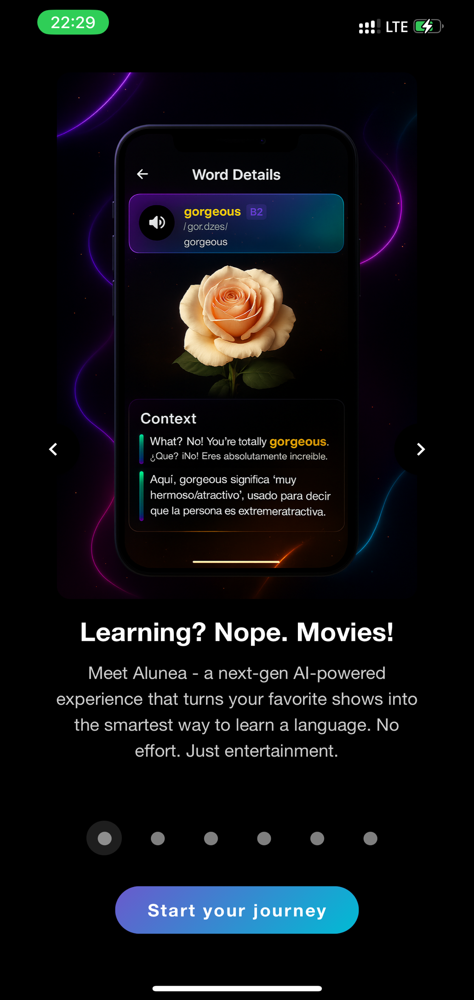 22:29
LTE
Word Details
gorgeous B2
/gor.dzes/
gorgeous
Context
What? No! You're totally gorgeous.
¿Que? iNo! Eres absolutamente increible.
Aquí, gorgeous significa ‘muy
hermoso/atractivo’, usado para decir
que la persona es extremeratractiva.
Learning? Nope. Movies!
Meet Alunea - a next-gen AI-powered
experience that turns your favorite shows into
the smartest way to learn a language. No
effort. Just entertainment.
Start your journey